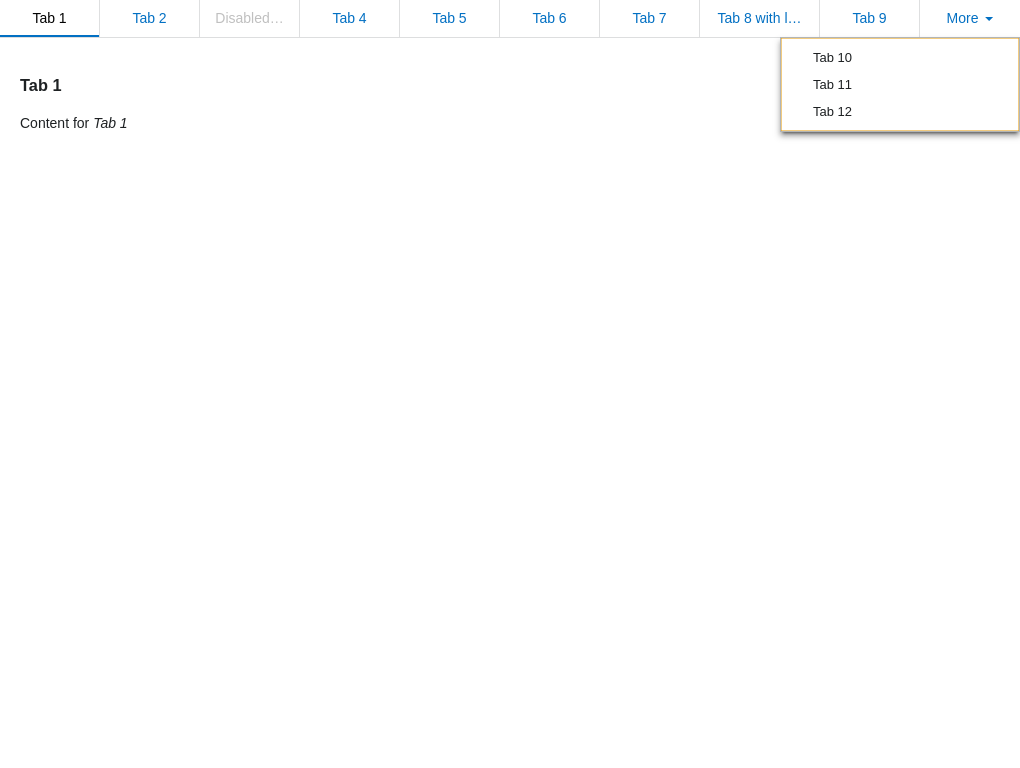 Tab 1 Tab 2 Disabled… Tab 4 Tab 5 Tab 6 Tab 7 Tab 8 with l… Tab 9 More
Tab 10
Tab 11
Tab 12
Tab 1
Content for Tab 1